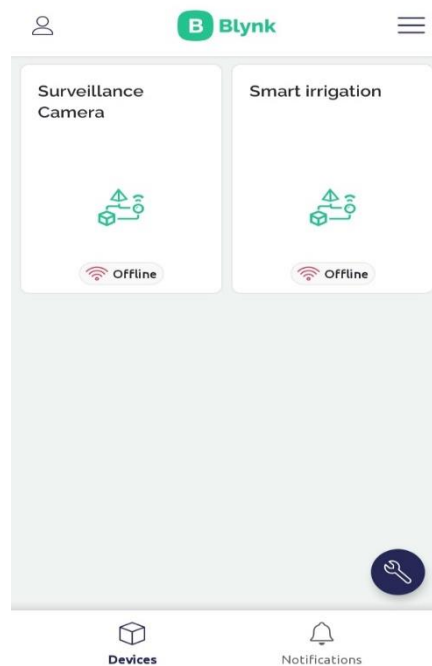 B Blynk
Surveillance
Camera
Smart irrigation
Offline
Offline
Devices
Notifications